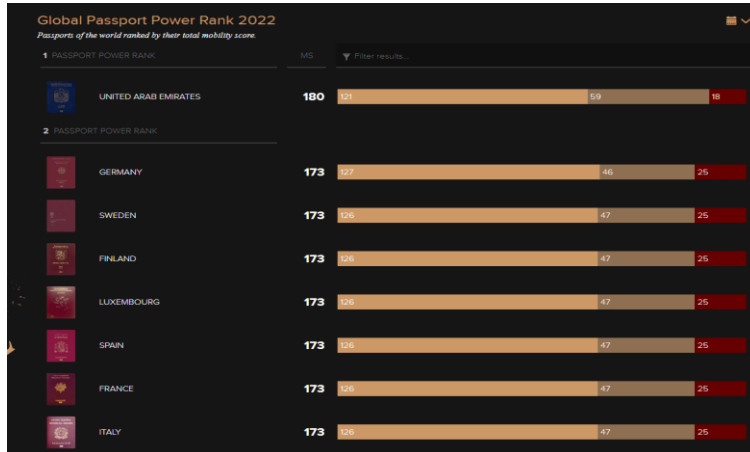 Global Passport Power Rank 2022
Passports of the world ranked by their total mobility score.
1 PASSPORT POWER RANK MS Filter results...
UNITED ARAB EMIRATES 180 121 59 18
2 PASSPORT POWER RANK
GERMANY 173 127 46 25
SWEDEN 173 126 47 25
FINLAND 173 126 47 25
LUXEMBOURG 173 126 47 25
SPAIN 173 126 47 25
FRANCE 173 126 47 25
ITALY 173 126 47 25